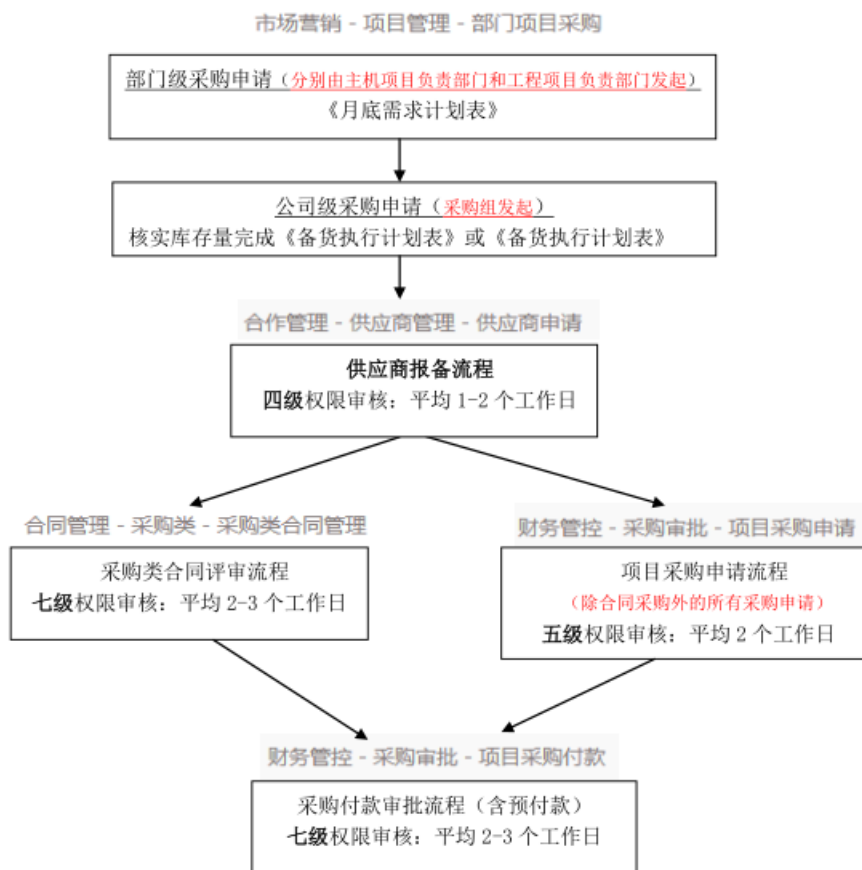 市场营销 - 项目管理 - 部门项目采购
部门级采购申请（分别由主机项目负责部门和工程项目负责部门发起）
《月底需求计划表》
公司级采购申请（采购组发起）
核实库存量完成《备货执行计划表》或《备货执行计划表》
合作管理 - 供应商管理 - 供应商申请
供应商报备流程
四级权限审核：平均 1-2 个工作日
合同管理 - 采购类 - 采购类合同管理
采购类合同评审流程
七级权限审核：平均 2-3 个工作日
财务管控 - 采购审批 - 项目采购申请
项目采购申请流程
（除合同采购外的所有采购申请）
五级权限审核：平均 2 个工作日
财务管控 - 采购审批 - 项目采购付款
采购付款审批流程（含预付款）
七级权限审核：平均 2-3 个工作日